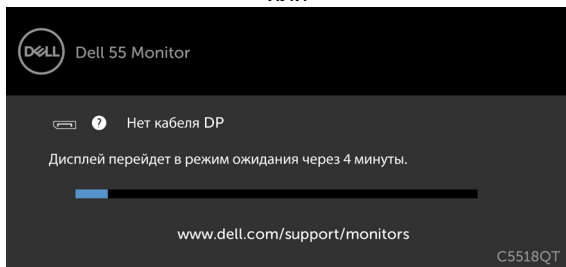 DELL Dell 55 Monitor
? Нет кабеля DP
Дисплей перейдет в режим ожидания через 4 минуты.
www.dell.com/support/monitors
C5518QT